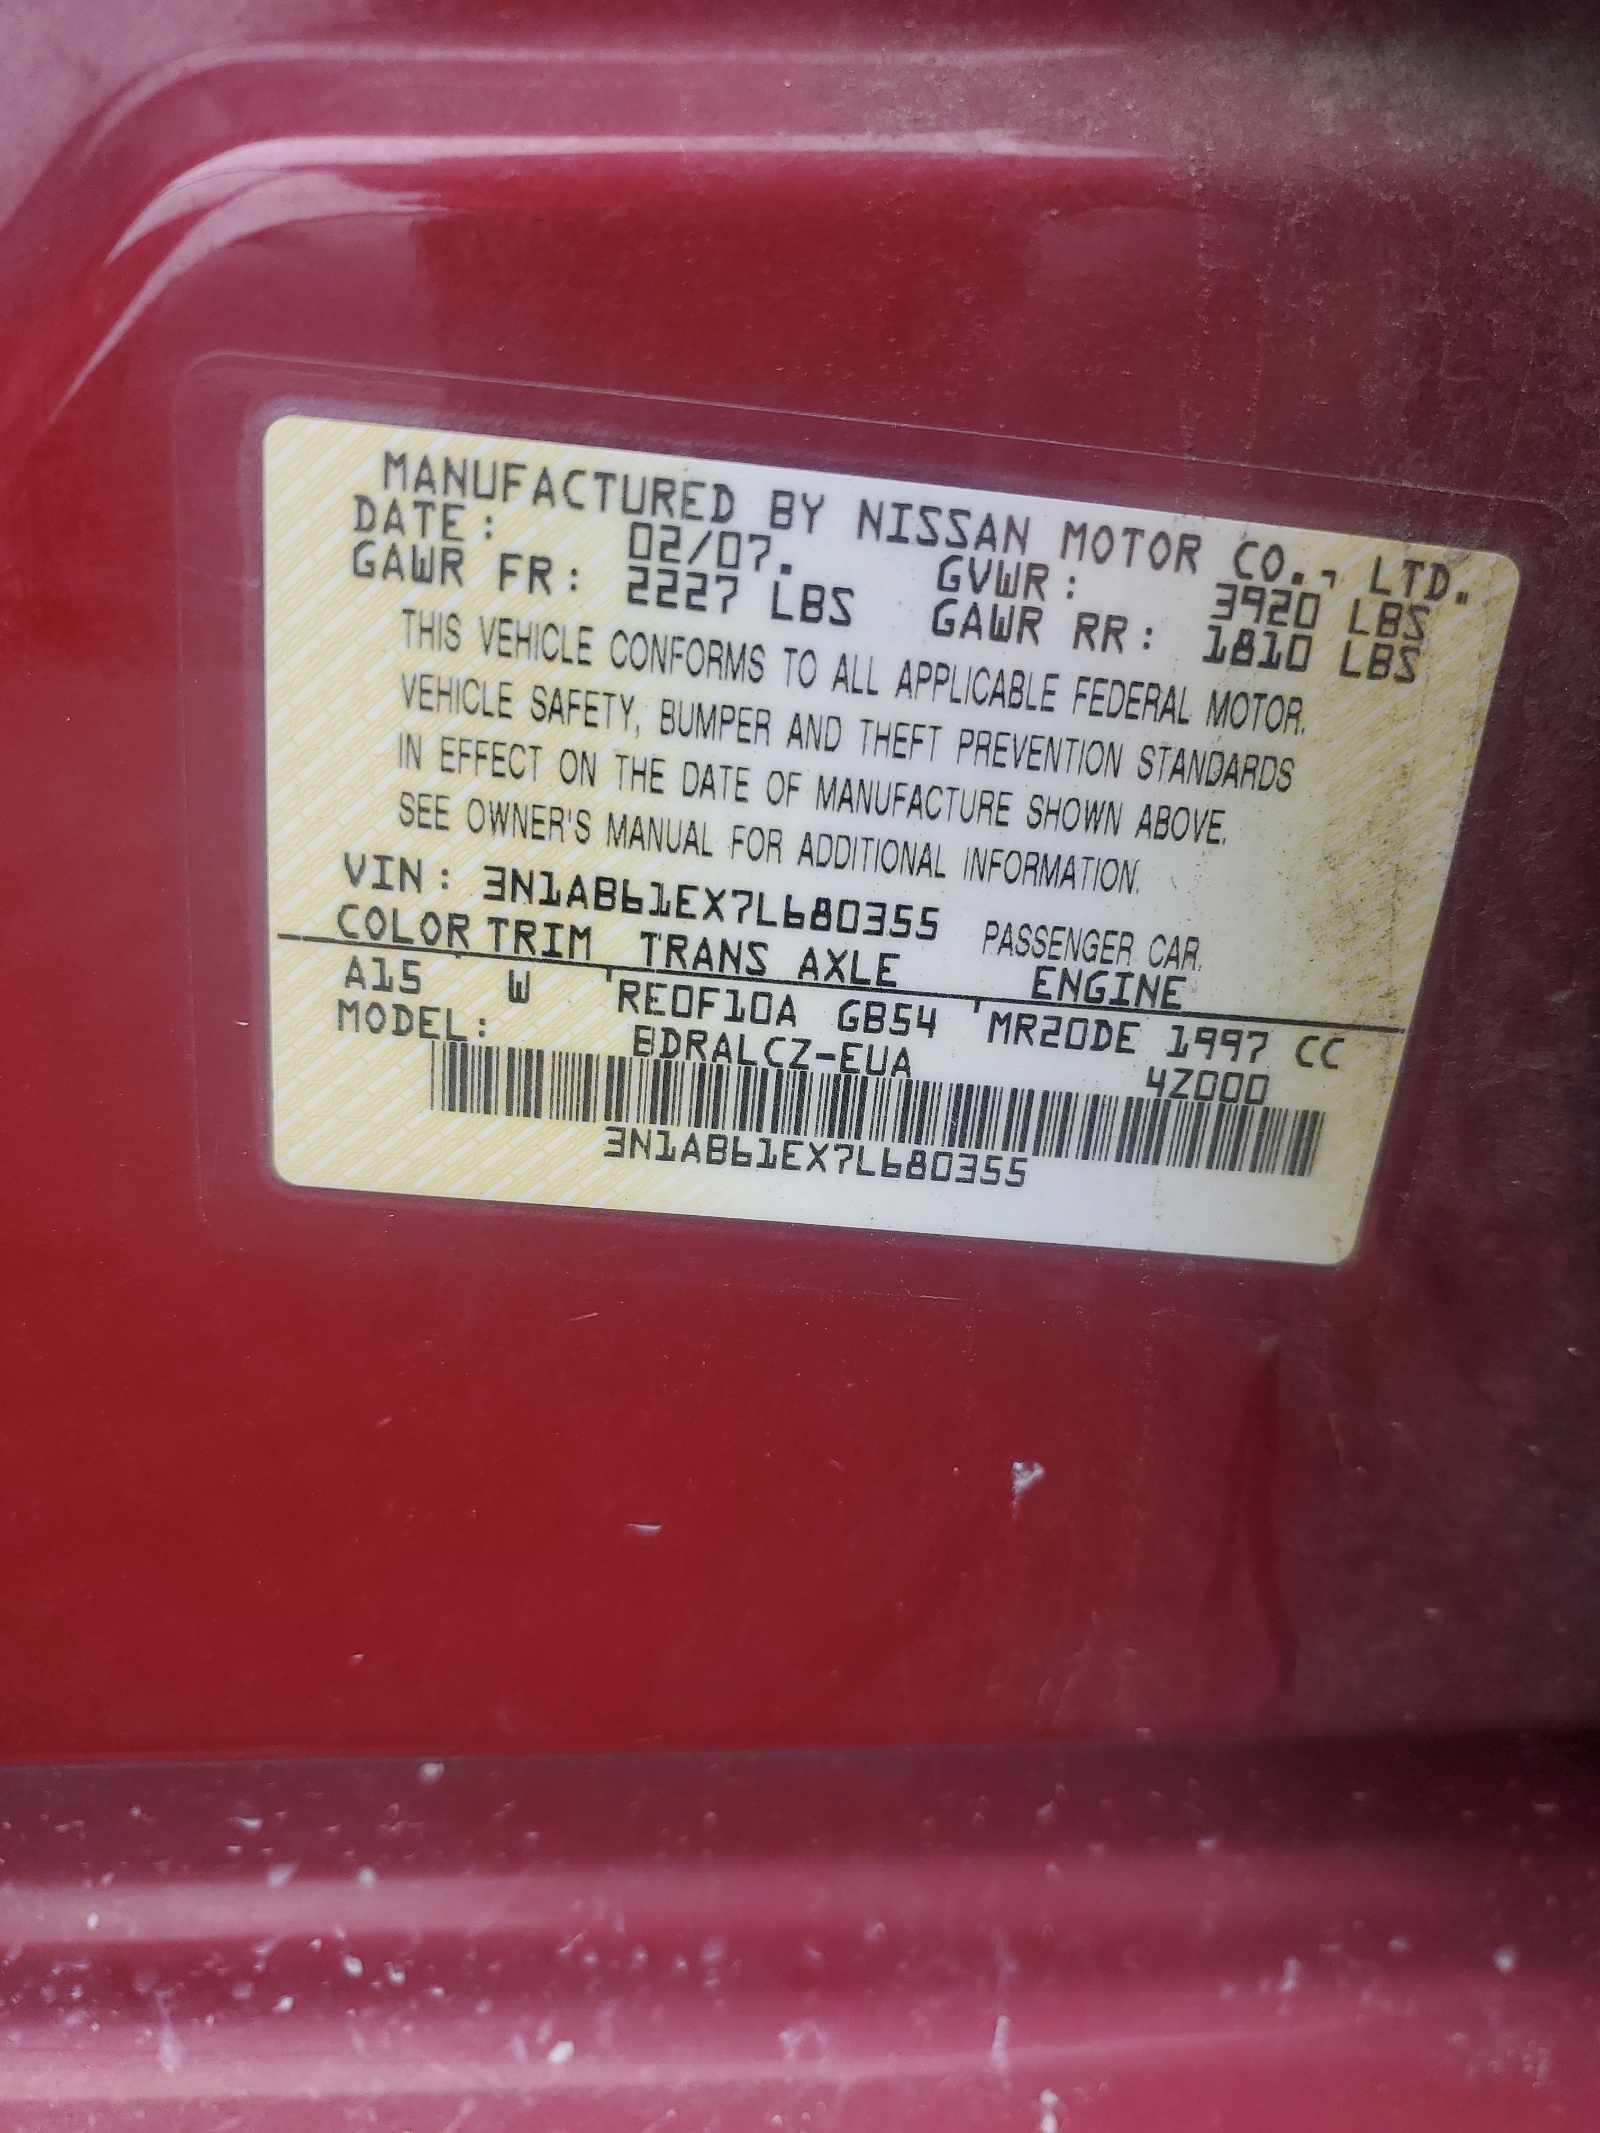 MANUFACTURED BY NISSAN MOTOR CO., LTD.
DATE: 02/07. GVWR: 3920 LBS
GAWR FR: 2227 LBS GAWR RR: 1810 LBS
THIS VEHICLE CONFORMS TO ALL APPLICABLE FEDERAL MOTOR.
VEHICLE SAFETY, BUMPER AND THEFT PREVENTION STANDARDS
IN EFFECT ON THE DATE OF MANUFACTURE SHOWN ABOVE.
SEE OWNER'S MANUAL FOR ADDITIONAL INFORMATION.
VIN: 3N1AB61EX7L680355 PASSENGER CAR.
COLOR TRIM TRANS AXLE ENGINE
A15 W RE0F10A GB54 MR20DE 1997 CC
MODEL: BDRALCZ-EUA 4Z000
3N1AB61EX7L680355